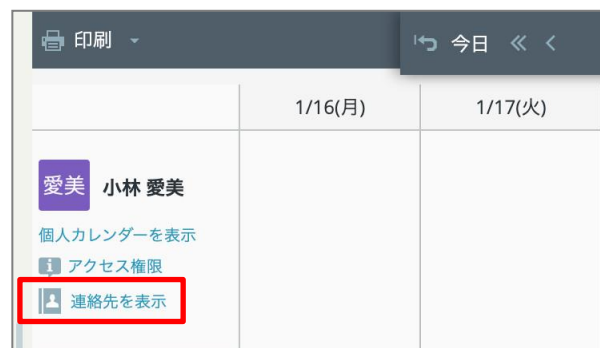 印刷
今日
1/16(月) 1/17(火)
愛美 小林 愛美
個人カレンダーを表示
アクセス権限
連絡先を表示